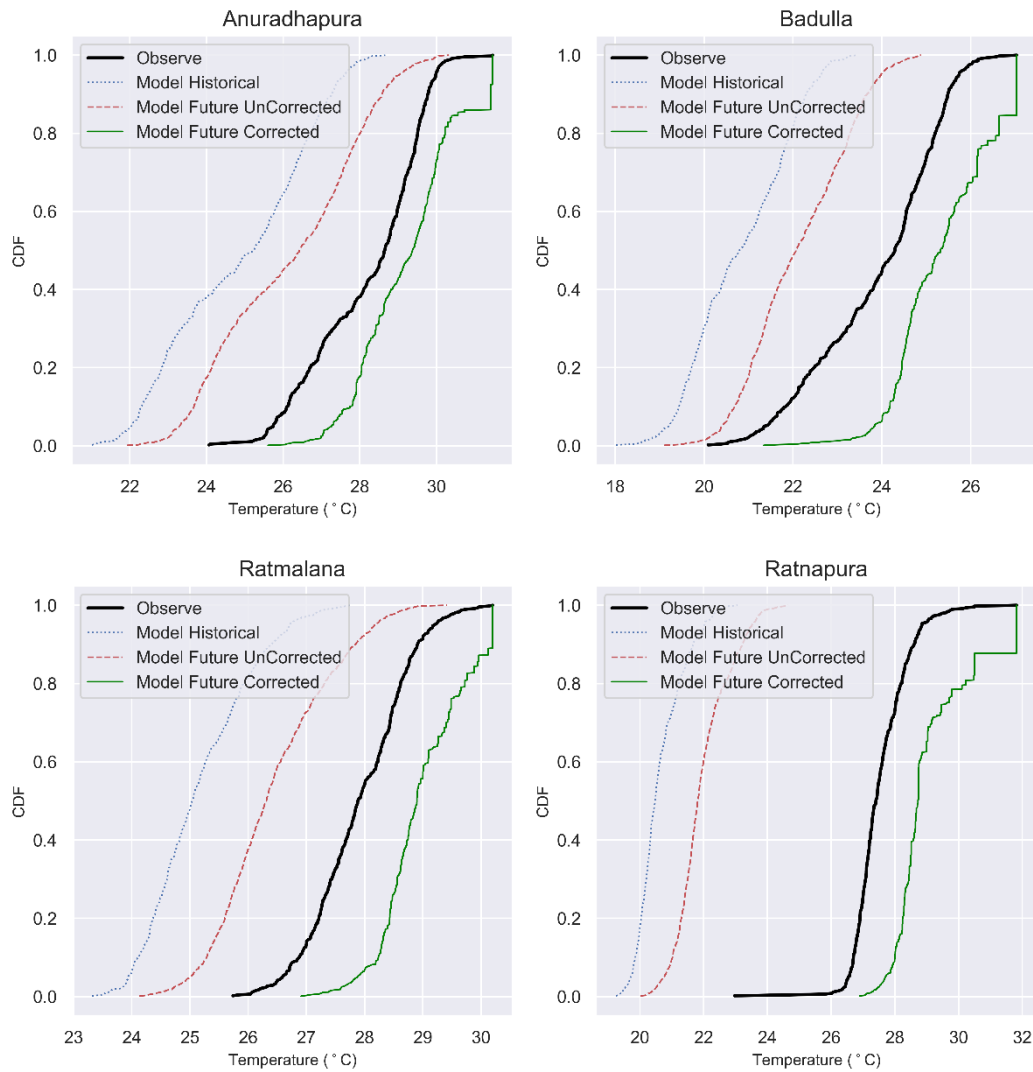 Anuradhapura
1.0
0.8
0.6
0.4
0.2
0.0
CDF
Observe
Model Historical
Model Future UnCorrected
Model Future Corrected
22 24 26 28 30
Temperature (°C)
Badulla
1.0
0.8
0.6
0.4
0.2
0.0
CDF
Observe
Model Historical
Model Future UnCorrected
Model Future Corrected
18 20 22 24 26
Temperature (°C)
Ratmalana
1.0
0.8
0.6
0.4
0.2
0.0
CDF
Observe
Model Historical
Model Future UnCorrected
Model Future Corrected
23 24 25 26 27 28 29 30
Temperature (°C)
Ratnapura
1.0
0.8
0.6
0.4
0.2
0.0
CDF
Observe
Model Historical
Model Future UnCorrected
Model Future Corrected
20 22 24 26 28 30 32
Temperature (°C)